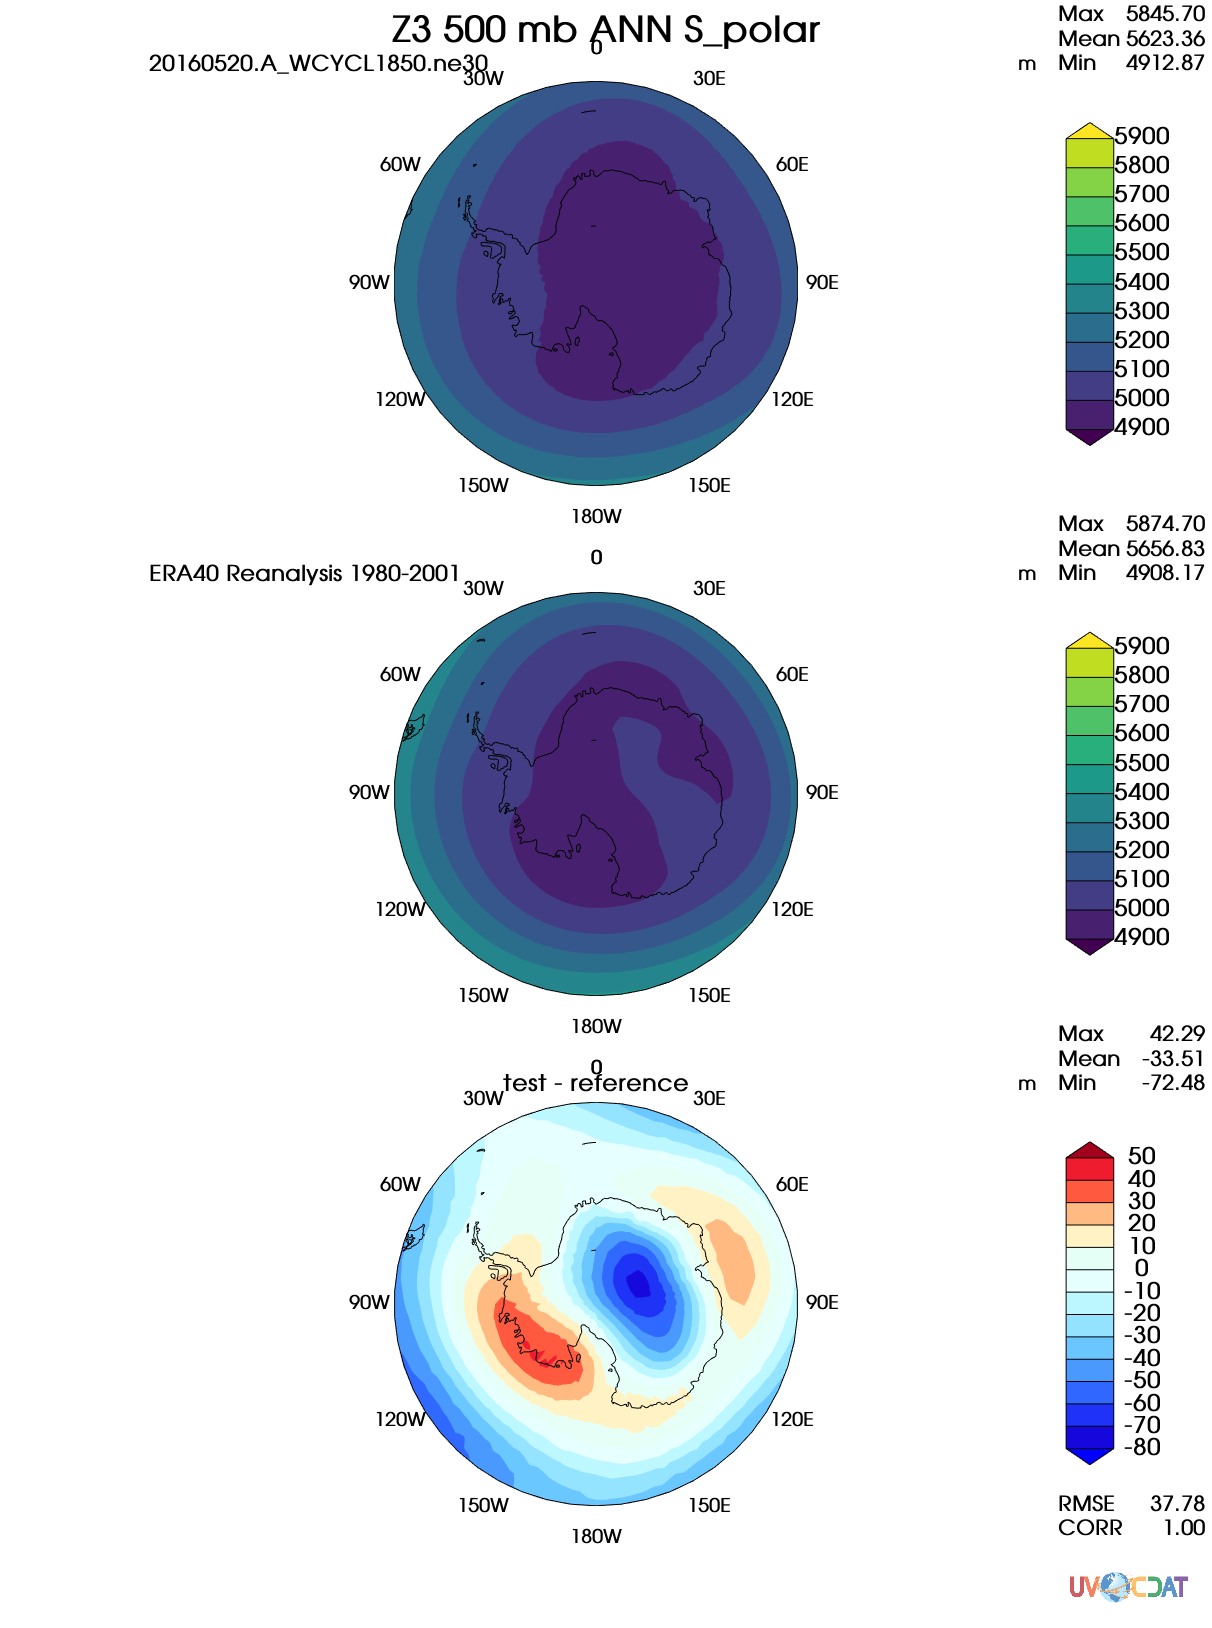 Z3 500 mb ANN S_polar
20160520.A_WCYCL1850.ne30
m
Max 5845.70
Mean 5623.36
Min 4912.87
0
30W
30E
60W
60E
90W
90E
120W
120E
150W
150E
180W
5900
5800
5700
5600
5500
5400
5300
5200
5100
5000
4900
ERA40 Reanalysis 1980-2001
m
Max 5874.70
Mean 5656.83
Min 4908.17
0
30W
30E
60W
60E
90W
90E
120W
120E
150W
150E
180W
5900
5800
5700
5600
5500
5400
5300
5200
5100
5000
4900
test - reference
m
Max 42.29
Mean -33.51
Min -72.48
0
30W
30E
60W
60E
90W
90E
120W
120E
150W
150E
180W
50
40
30
20
10
0
-10
-20
-30
-40
-50
-60
-70
-80
RMSE 37.78
CORR 1.00
UVCDAT